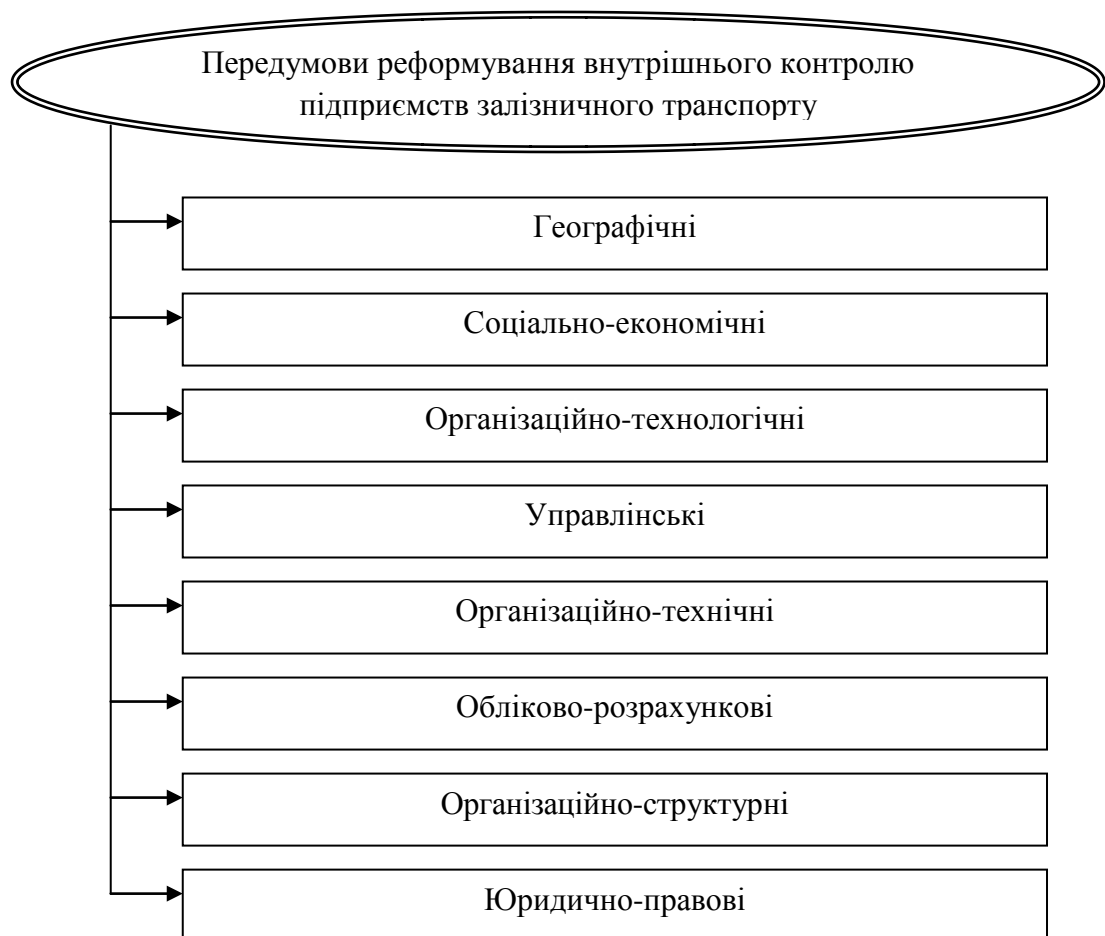 Передумови реформування внутрішнього контролю
підприємств залізничного транспорту
Географічні
Соціально-економічні
Організаційно-технологічні
Управлінські
Організаційно-технічні
Обліково-розрахункові
Організаційно-структурні
Юридично-правові